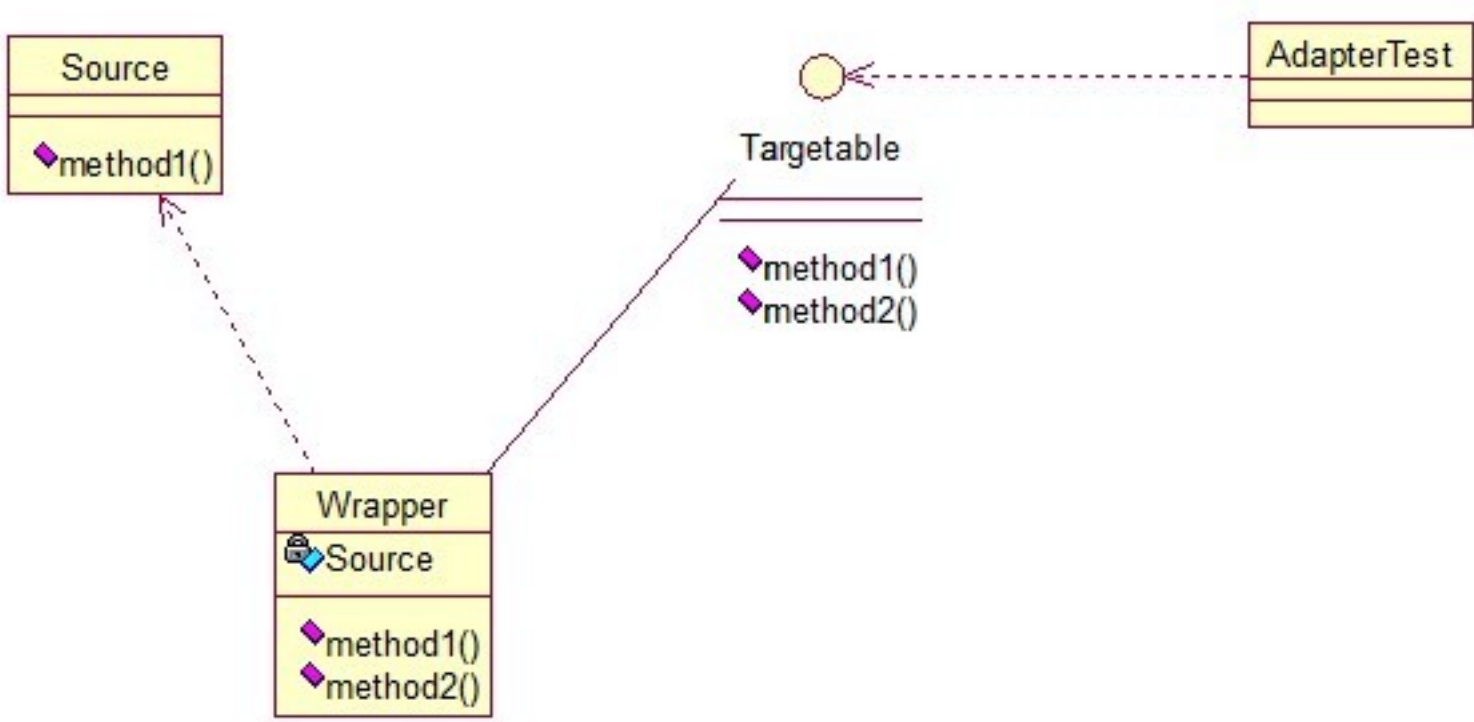 Source
method1()
Targetable
method1()
method2()
AdapterTest
Wrapper
Source
method1()
method2()